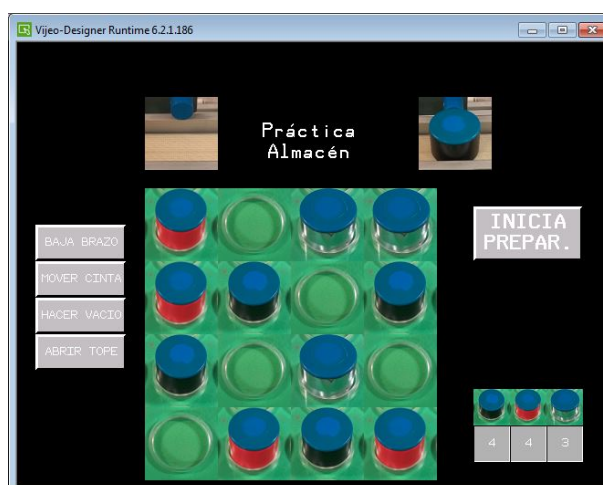 Vijeo-Designer Runtime 6.2.1.186
Práctica
Almacén
INICIA
PREPAR.
BAJA BRAZO
MOVER CINTA
HACER VACIO
ABRIR TOPE
4 4 3